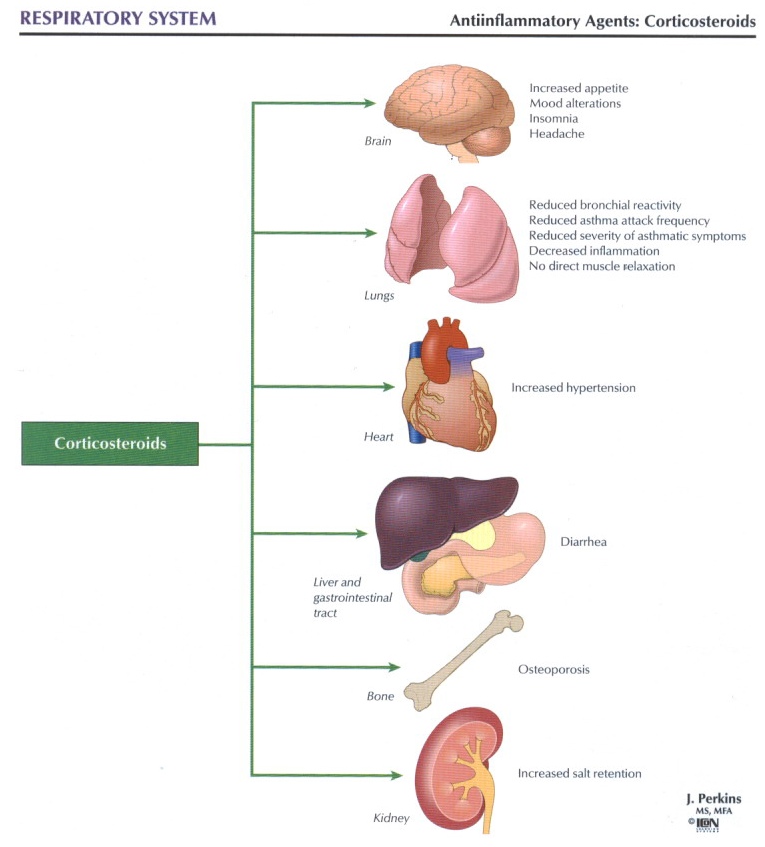 RESPIRATORY SYSTEM
Antiinflammatory Agents: Corticosteroids
Increased appetite
Mood alterations
Insomnia
Headache
Brain
Reduced bronchial reactivity
Reduced asthma attack frequency
Reduced severity of asthmatic symptoms
Decreased inflammation
No direct muscle relaxation
Lungs
Increased hypertension
Heart
Corticosteroids
Diarrhea
Liver and
gastrointestinal
tract
Osteoporosis
Bone
Increased salt retention
Kidney
J. Perkins
MS, MFA
© ICON